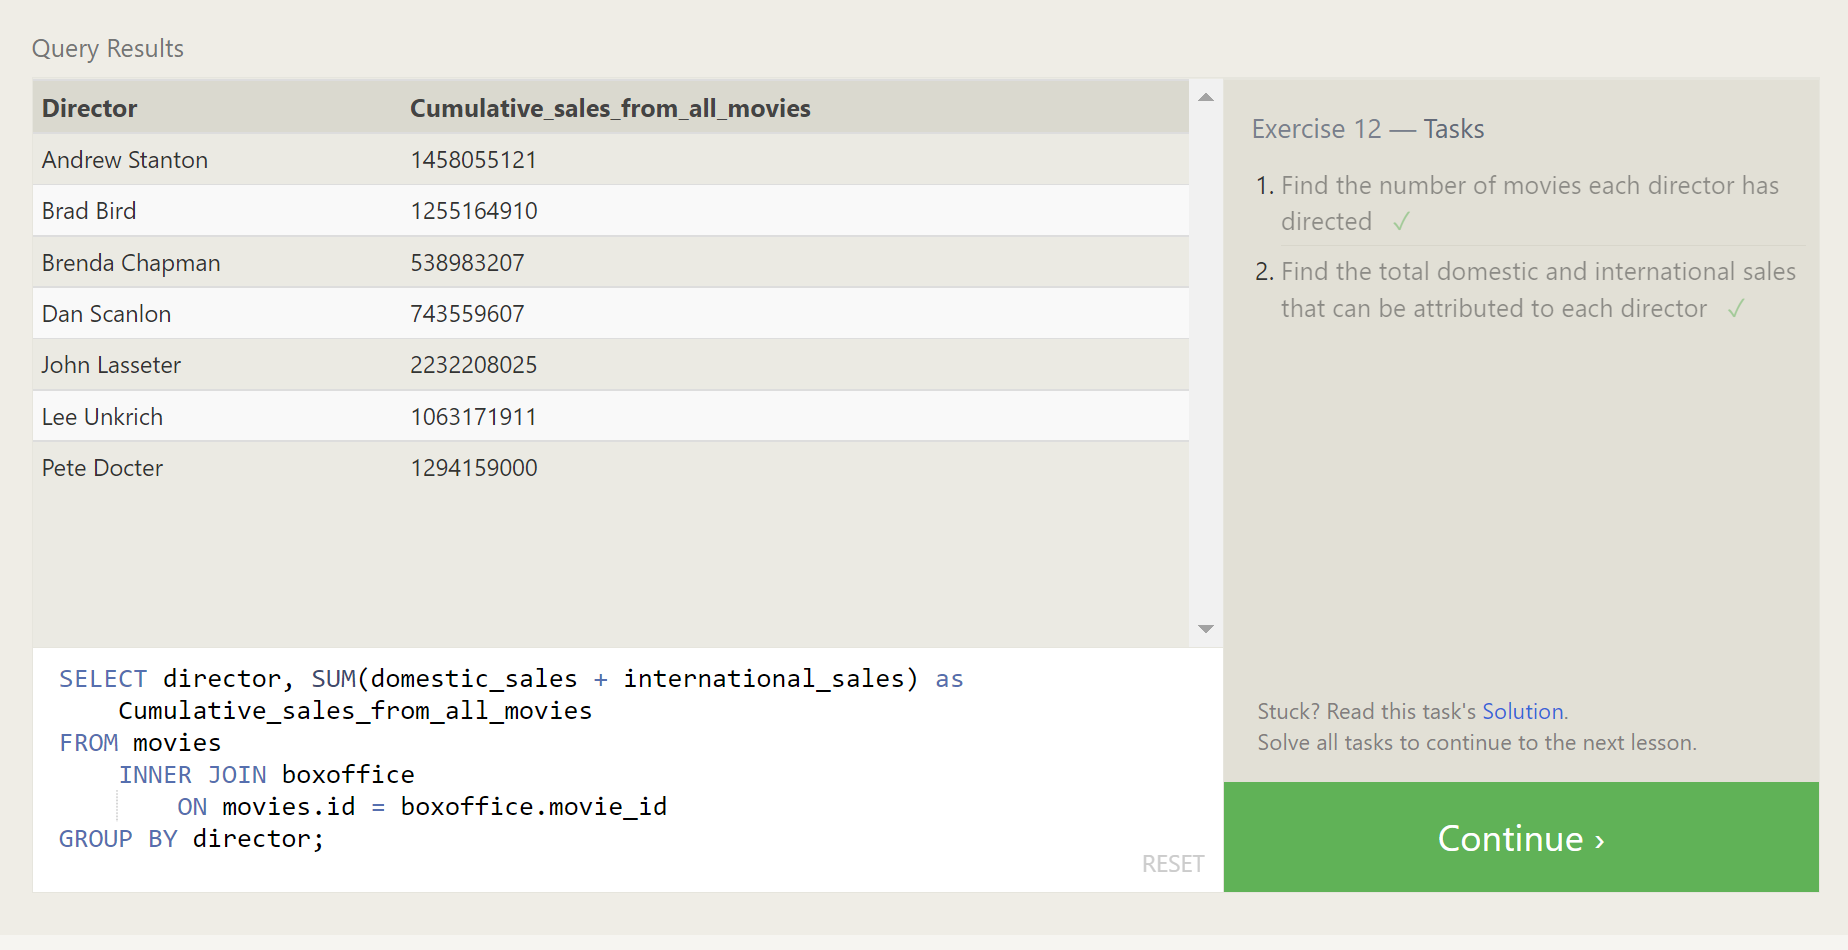 Query Results
Director Cumulative_sales_from_all_movies
Andrew Stanton 1458055121
Brad Bird 1255164910
Brenda Chapman 538983207
Dan Scanlon 743559607
John Lasseter 2232208025
Lee Unkrich 1063171911
Pete Docter 1294159000
SELECT director, SUM(domestic_sales + international_sales) as
    Cumulative_sales_from_all_movies
FROM movies
    INNER JOIN boxoffice
        ON movies.id = boxoffice.movie_id
GROUP BY director;
RESET
Exercise 12 — Tasks
1. Find the number of movies each director has
directed ✓
2. Find the total domestic and international sales
that can be attributed to each director ✓
Stuck? Read this task's Solution.
Solve all tasks to continue to the next lesson.
Continue ›